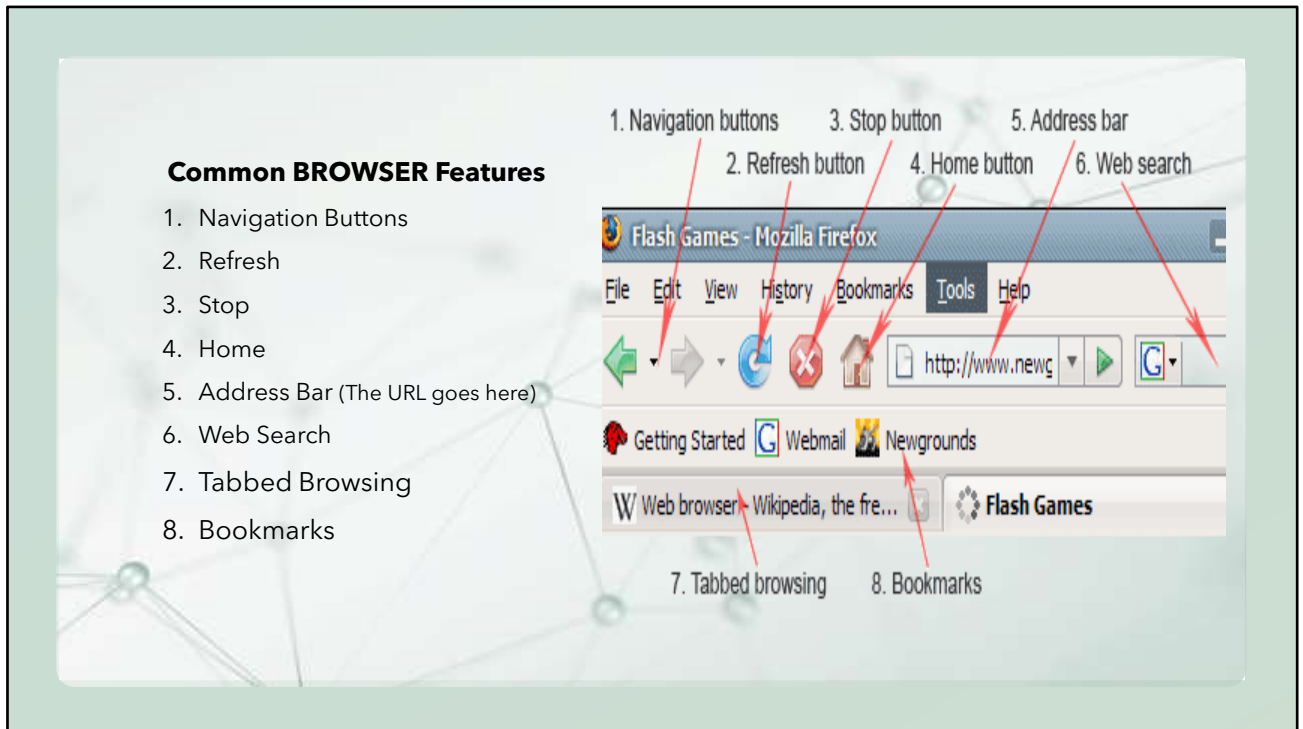 Common BROWSER Features
1. Navigation Buttons
2. Refresh
3. Stop
4. Home
5. Address Bar (The URL goes here)
6. Web Search
7. Tabbed Browsing
8. Bookmarks
1. Navigation buttons 3. Stop button 5. Address bar
2. Refresh button 4. Home button 6. Web search
Flash Games - Mozilla Firefox
File Edit View History Bookmarks Tools Help
http://www.newg G
Getting Started G Webmail Newgrounds
W Web browser - Wikipedia, the fre... Flash Games
7. Tabbed browsing 8. Bookmarks